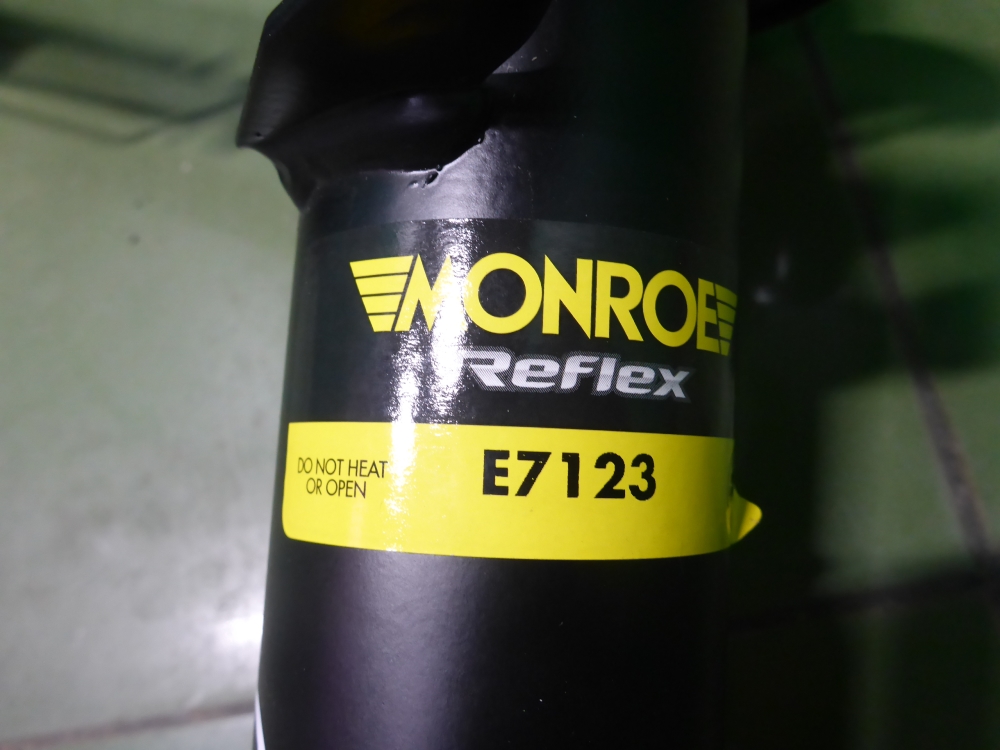 MONROE
Reflex
DO NOT HEAT
OR OPEN
E7123